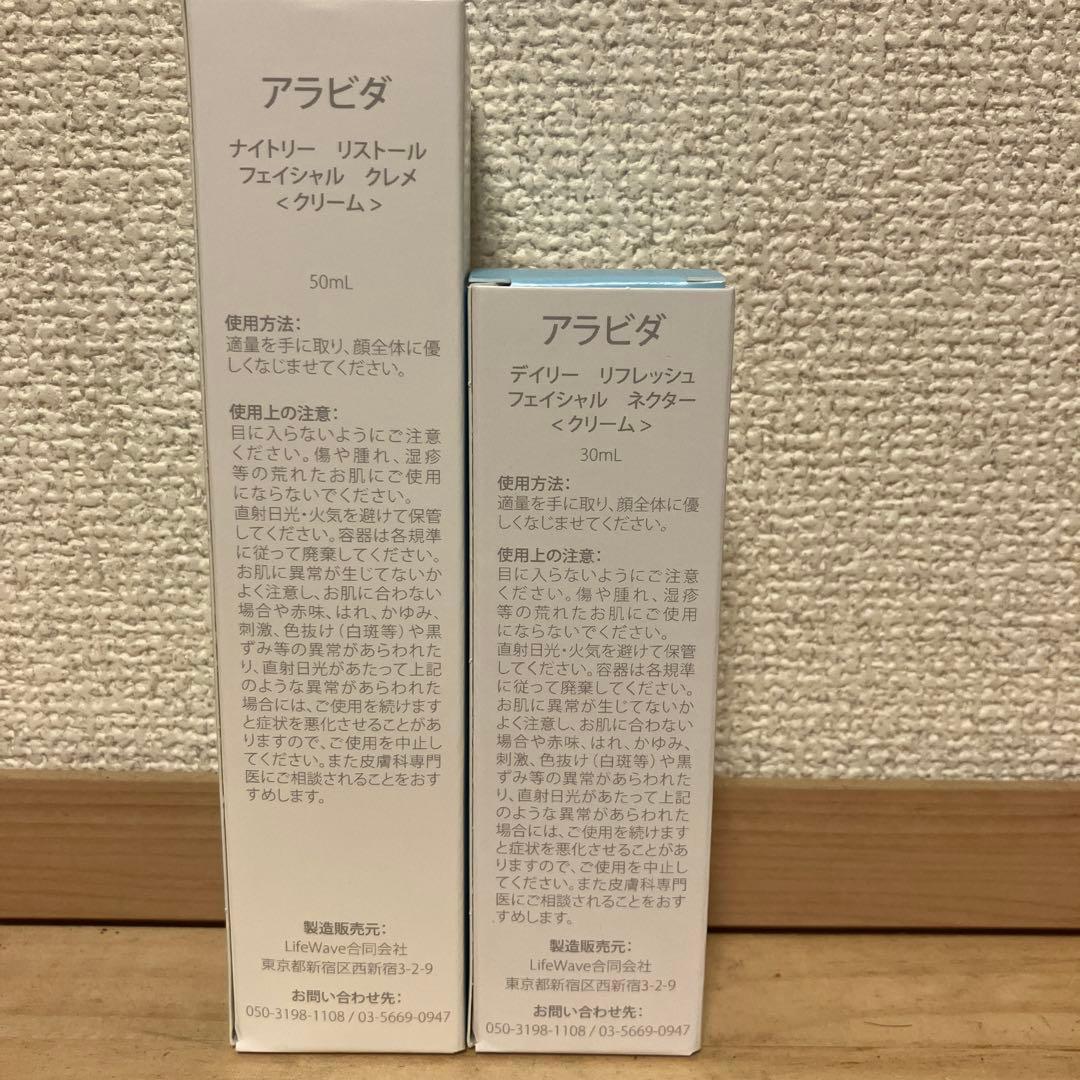 アラビダ
ナイトリー　リストール
フェイシャル　クレメ
＜クリーム＞
50mL
使用方法：
適量を手に取り、顔全体に優
しくなじませてください。
使用上の注意：
目に入らないようにご注意
ください。傷や腫れ、湿疹
等の荒れたお肌にご使用
にならないでください。
直射日光・火気を避けて保管
してください。容器は各規準
に従って廃棄してください。
お肌に異常が生じてないか
よく注意し、お肌に合わない
場合や赤味、はれ、かゆみ、
刺激、色抜け（白斑等）や黒
ずみ等の異常があらわれた
り、直射日光があたって上記
のような異常があらわれた
場合には、ご使用を続けます
と症状を悪化させることがあ
りますので、ご使用を中止し
てください。また皮膚科専門
医にご相談されることをおす
すめします。
製造販売元：
LifeWave合同会社
東京都新宿区西新宿3-2-9
お問い合わせ先：
050-3198-1108 / 03-5669-0947
アラビダ
デイリー　リフレッシュ
フェイシャル　ネクター
＜クリーム＞
30mL
使用方法：
適量を手に取り、顔全体に優
しくなじませてください。
使用上の注意：
目に入らないようにご注意
ください。傷や腫れ、湿疹
等の荒れたお肌にご使用
にならないでください。
直射日光・火気を避けて保管
してください。容器は各規準
に従って廃棄してください。
お肌に異常が生じてないか
よく注意し、お肌に合わない
場合や赤味、はれ、かゆみ、
刺激、色抜け（白斑等）や黒
ずみ等の異常があらわれた
り、直射日光があたって上記
のような異常があらわれた
場合には、ご使用を続けます
と症状を悪化させることがあ
りますので、ご使用を中止し
てください。また皮膚科専門
医にご相談されることをおす
すめします。
製造販売元：
LifeWave合同会社
東京都新宿区西新宿3-2-9
お問い合わせ先：
050-3198-1108 / 03-5669-0947